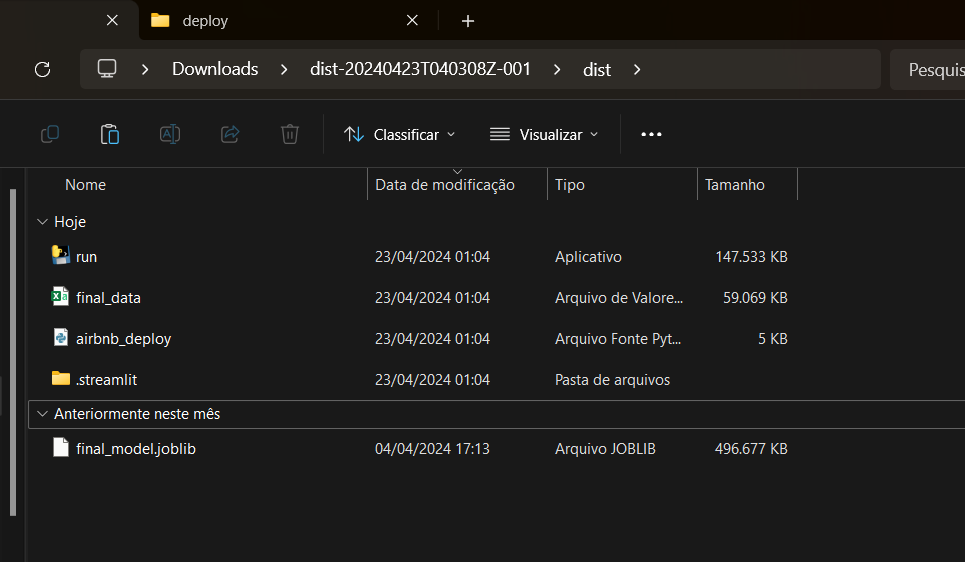 deploy
Downloads dist-20240423T040308Z-001 dist Pesquis
Classificar Visualizar
Nome Data de modificação Tipo Tamanho
Hoje
run 23/04/2024 01:04 Aplicativo 147.533 KB
final_data 23/04/2024 01:04 Arquivo de Valore... 59.069 KB
airbnb_deploy 23/04/2024 01:04 Arquivo Fonte Pyt... 5 KB
.streamlit 23/04/2024 01:04 Pasta de arquivos
Anteriormente neste mês
final_model.joblib 04/04/2024 17:13 Arquivo JOBLIB 496.677 KB